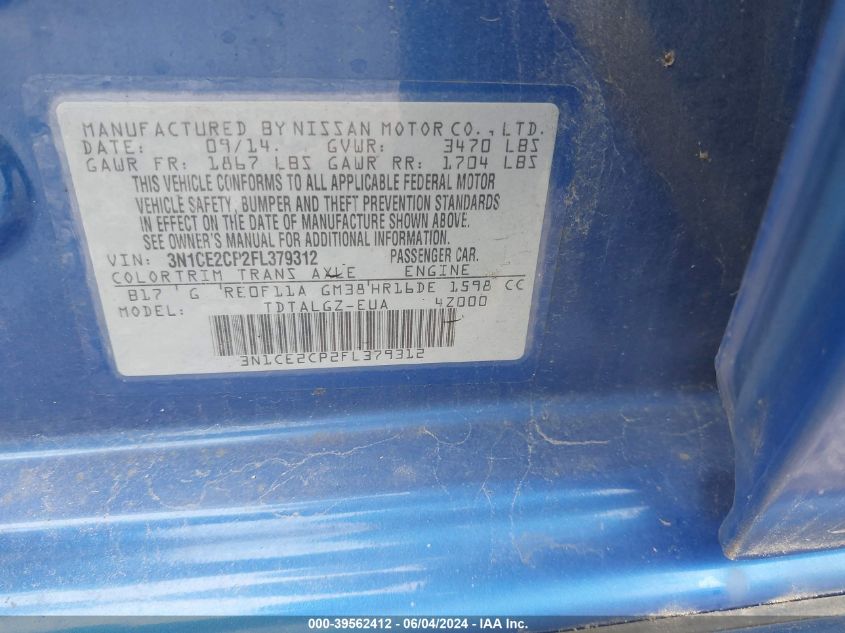 MANUFACTURED BY NISSAN MOTOR CO., LTD.
DATE: 09/14. GVWR: 3470 LBS
GAWR FR: 1867 LBS GAWR RR: 1704 LBS
THIS VEHICLE CONFORMS TO ALL APPLICABLE FEDERAL MOTOR
VEHICLE SAFETY, BUMPER AND THEFT PREVENTION STANDARDS
IN EFFECT ON THE DATE OF MANUFACTURE SHOWN ABOVE.
SEE OWNER'S MANUAL FOR ADDITIONAL INFORMATION.
VIN: 3N1CE2CP2FL379312 PASSENGER CAR.
COLOR TRIM TRANS AXLE ENGINE
B17 G RE0F11A GM38 HR16DE 1598 CC
MODEL: TDTALGZ-EUA 4Z000
3N1CE2CP2FL379312
000-39562412 - 06/04/2024 - IAA Inc.